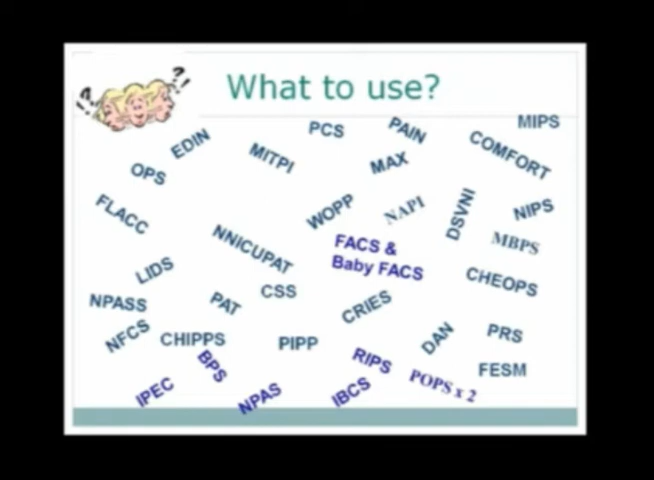 What to use?
?!
!?
MIPS
PCS
PAIN
EDIN
MITPI
MAX
COMFORT
OPS
FLACC
WOPP
NAPI
DSVNI
NIPS
NNICUPAT
FACS &
Baby FACS
MBPS
LIDS
CSS
CHEOPS
NPASS
PAT
CRIES
NFCS
CHIPPS
PIPP
DAN
PRS
BPS
RIPS
FESM
IPEC
NPAS
IBCS
POPS x 2